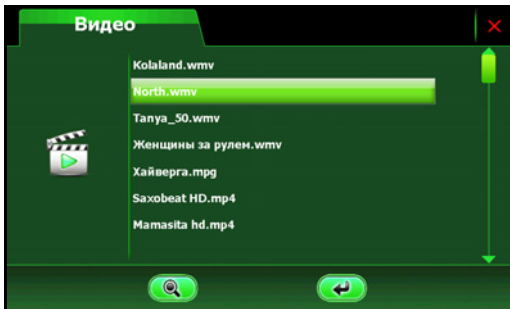 Видео
Kolaland.wmv
North.wmv
Tanya_50.wmv
Женщины за рулем.wmv
Хайверга.mpg
Saxobeat HD.mp4
Mamasita hd.mp4